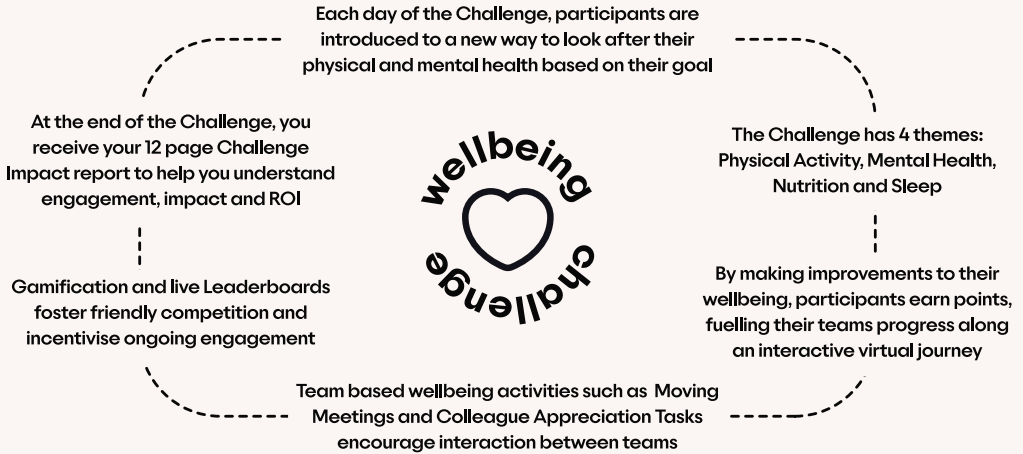 Each day of the Challenge, participants are
introduced to a new way to look after their
physical and mental health based on their goal
The Challenge has 4 themes:
Physical Activity, Mental Health,
Nutrition and Sleep
By making improvements to their
wellbeing, participants earn points,
fuelling their teams progress along
an interactive virtual journey
Team based wellbeing activities such as Moving
Meetings and Colleague Appreciation Tasks
encourage interaction between teams
Gamification and live Leaderboards
foster friendly competition and
incentivise ongoing engagement
At the end of the Challenge, you
receive your 12 page Challenge
Impact report to help you understand
engagement, impact and ROI
wellbeing
challenge